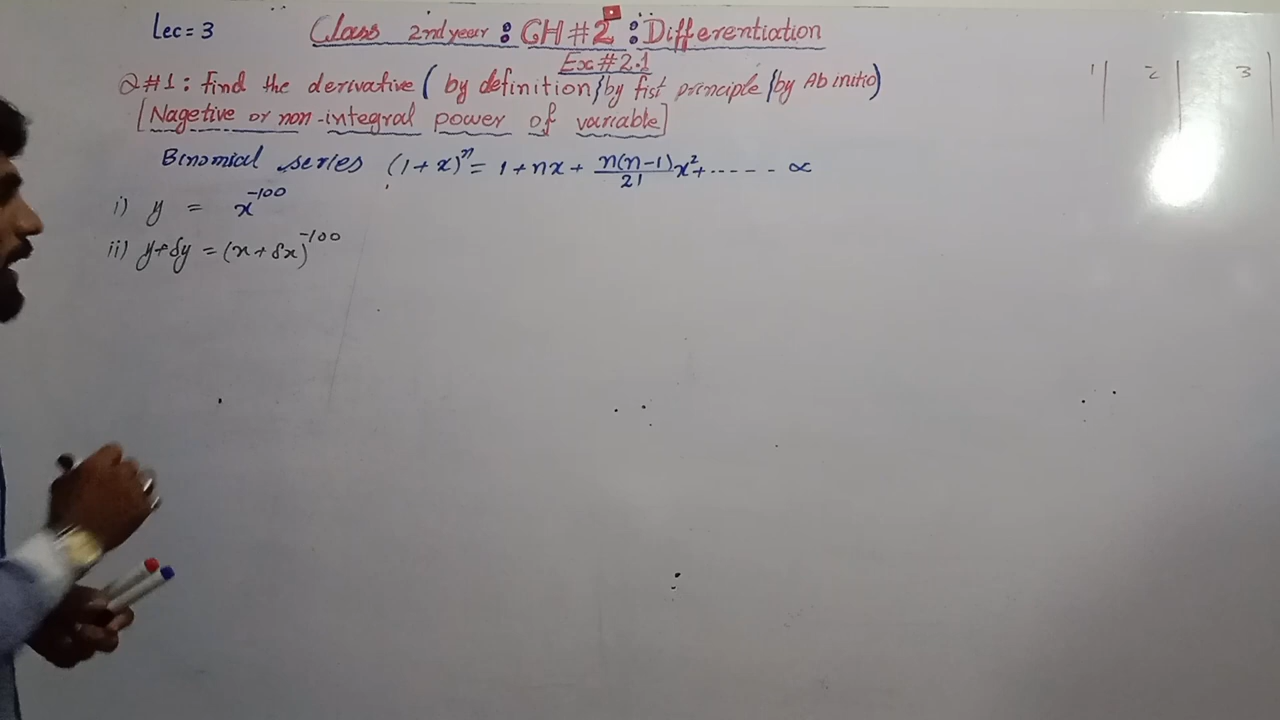 Lec = 3
Class 2nd year : CH # 2 : Differentiation
Ex # 2.1
Q#1: find the derivative ( by definition / by fist principle / by Ab initio)
[Nagetive or non-integral power of variable]
Binomial series (1+x)^n = 1 + nx + n(n-1)/2! x² + ------ ∝
i) y = x^-100
ii) y+δy = (x+δx)^-100
1 | 2 | 3 |